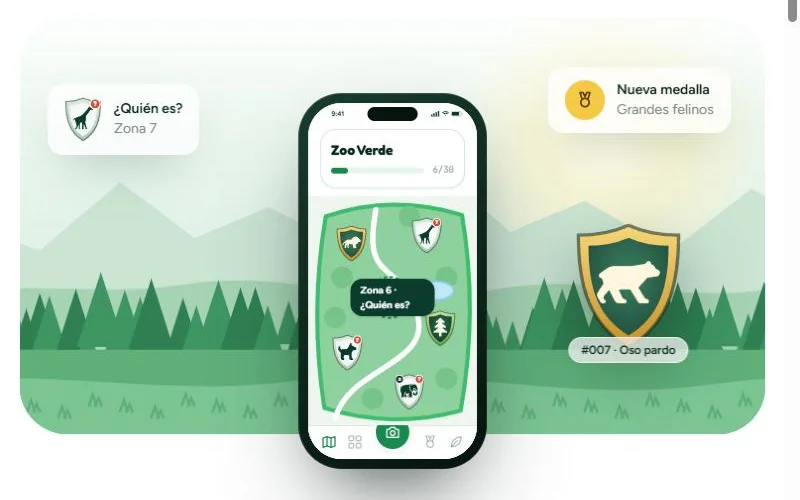 ¿Quién es?
Zona 7
Nueva medalla
Grandes felinos
9:41
Zoo Verde
6/30
?
?
Zona 6 ·
¿Quién es?
?
?
#007 · Oso pardo